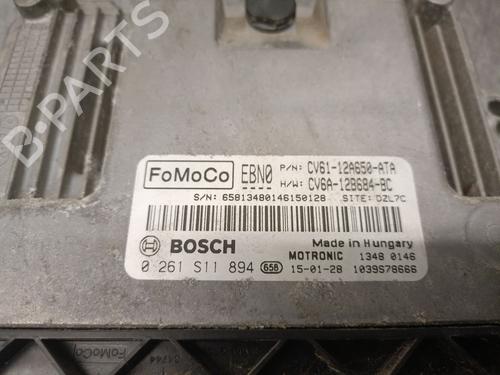 FoMoCo EBN0 P/N: CV61-12A650-ATA
H/W: CV6A-12B684-BC
S/N: 65813480146150128 SITE: DZL7C
BOSCH Made in Hungary
MOTRONIC 1348 0146
0 261 S11 894 658 15-01-28 1039S78666
FoMoCo
B-Parts